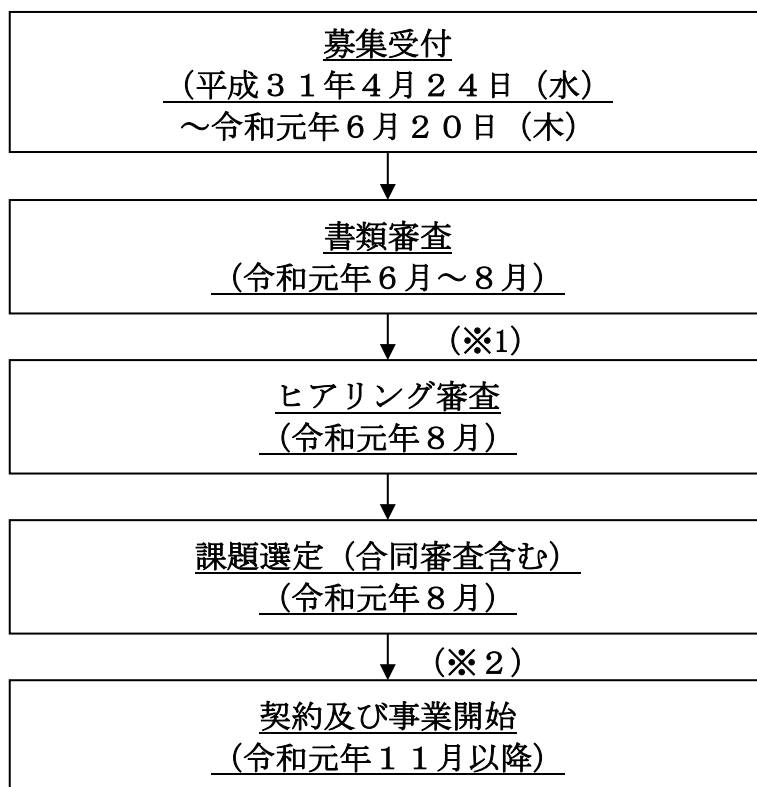 募集受付
（平成３１年４月２４日（水）
～令和元年６月２０日（木）
書類審査
（令和元年６月～８月）
（※1）
ヒアリング審査
（令和元年８月）
課題選定（合同審査含む）
（令和元年８月）
（※２）
契約及び事業開始
（令和元年１１月以降）